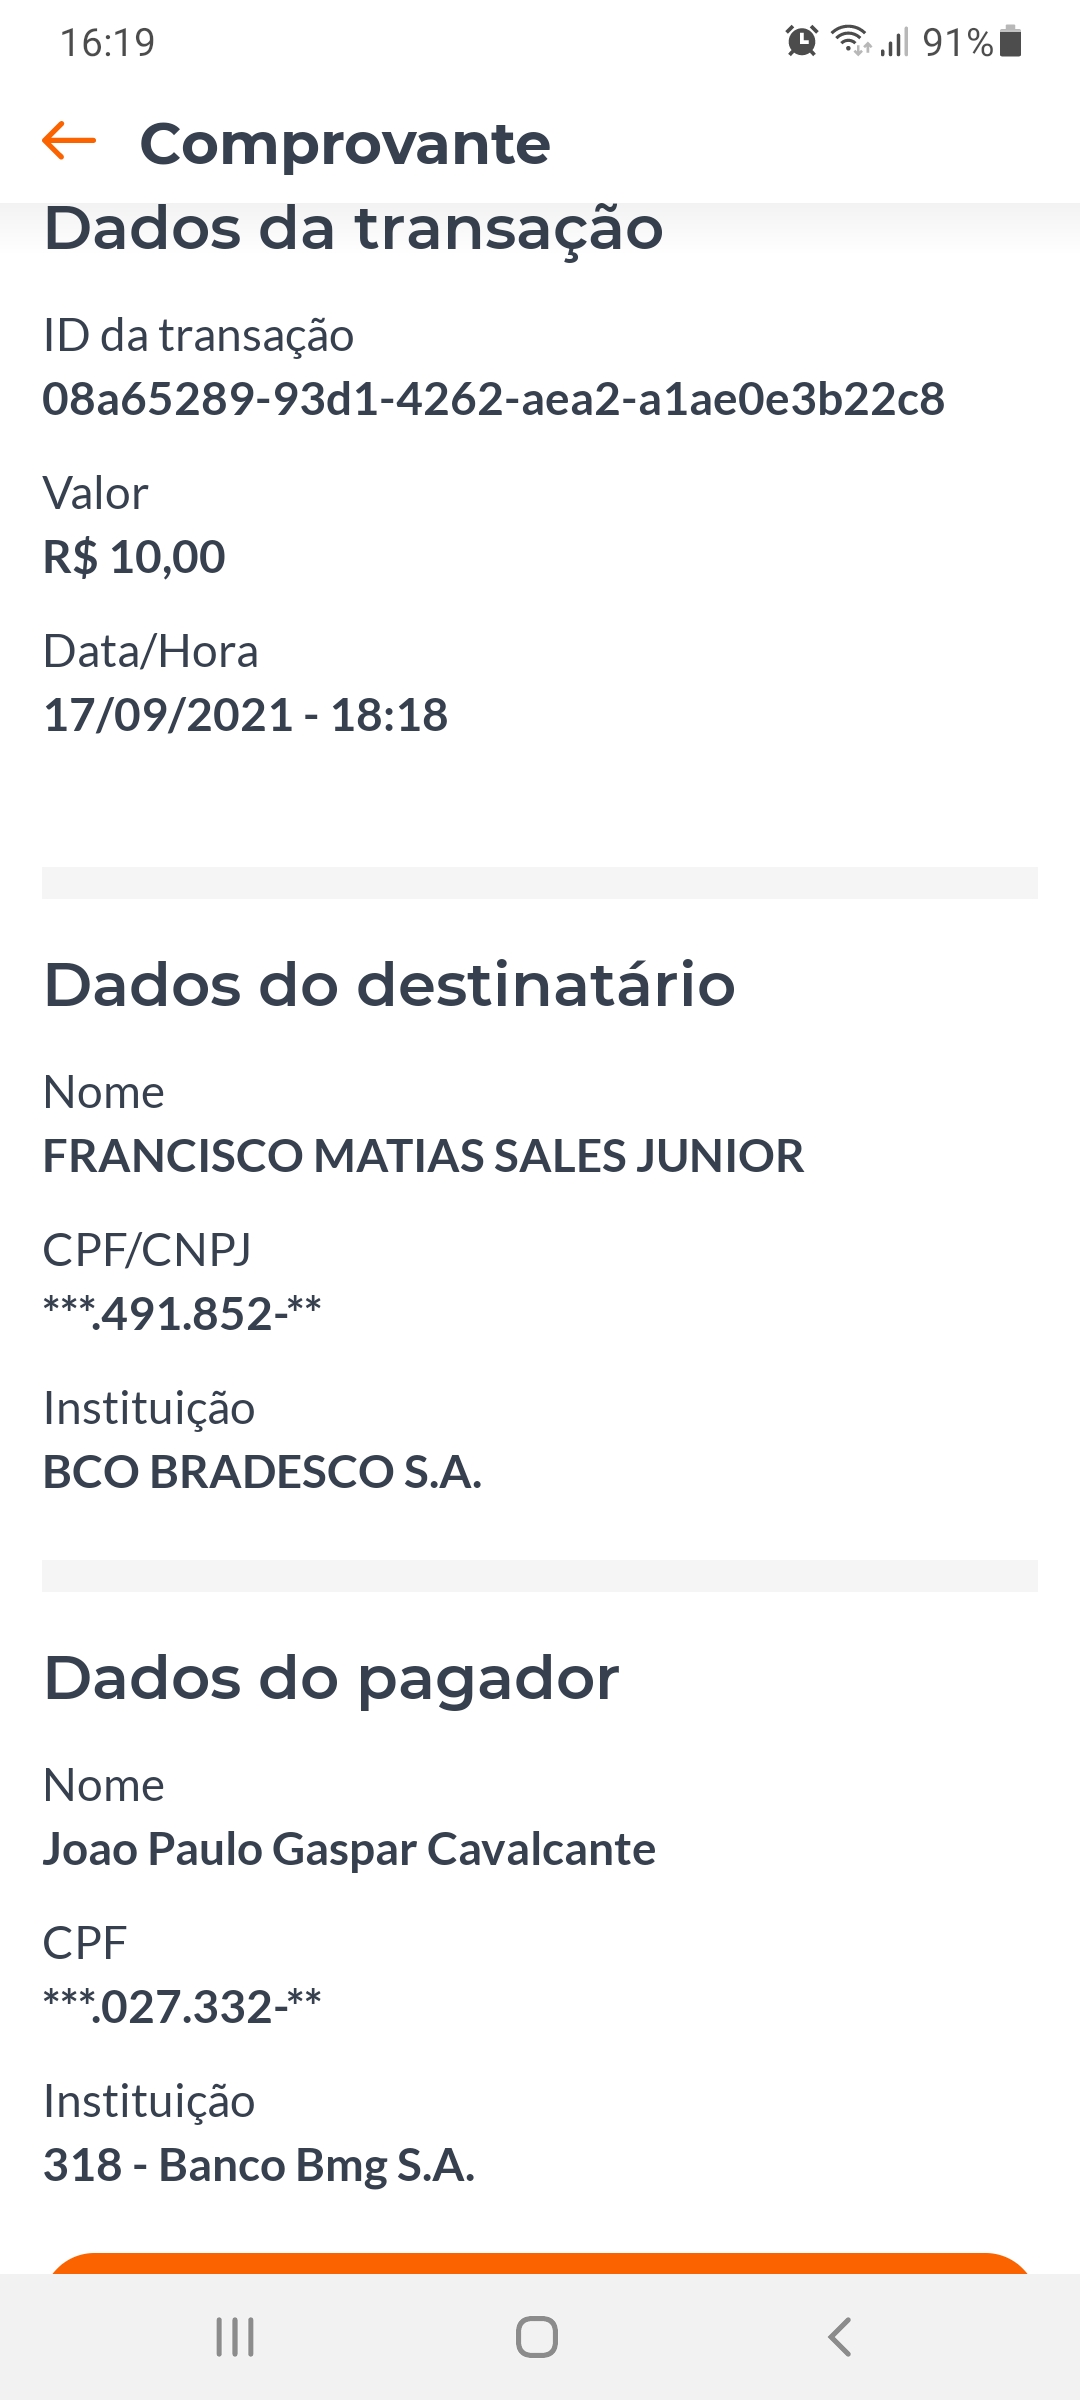 16:19
91%
Comprovante
Dados da transação
ID da transação
08a65289-93d1-4262-aea2-a1ae0e3b22c8
Valor
R$ 10,00
Data/Hora
17/09/2021 - 18:18
Dados do destinatário
Nome
FRANCISCO MATIAS SALES JUNIOR
CPF/CNPJ
***.491.852-**
Instituição
BCO BRADESCO S.A.
Dados do pagador
Nome
Joao Paulo Gaspar Cavalcante
CPF
***.027.332-**
Instituição
318 - Banco Bmg S.A.